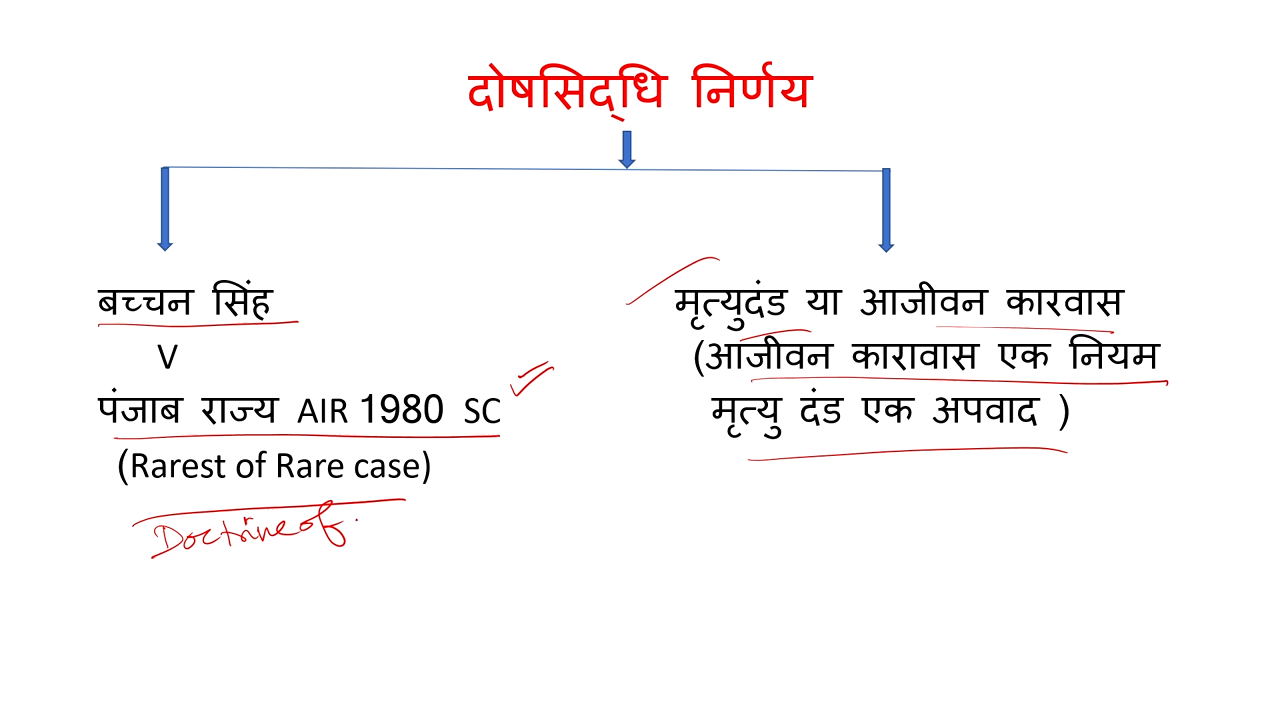 दोषसिद्धि निर्णय
बच्चन सिंह
V
पंजाब राज्य AIR 1980 SC
(Rarest of Rare case)
Doctrine of
मृत्युदंड या आजीवन कारवास
(आजीवन कारावास एक नियम
मृत्यु दंड एक अपवाद )